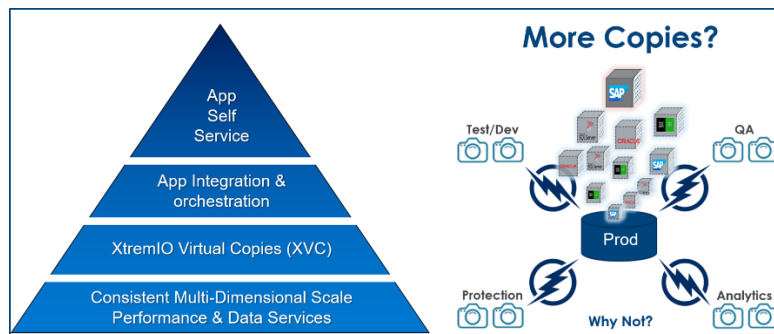 App
Self
Service
App Integration &
orchestration
XtremIO Virtual Copies (XVC)
Consistent Multi-Dimensional Scale
Performance & Data Services
More Copies?
SAP
Test/Dev
QA
ORACLE
SAP
Prod
Protection
Analytics
Why Not?